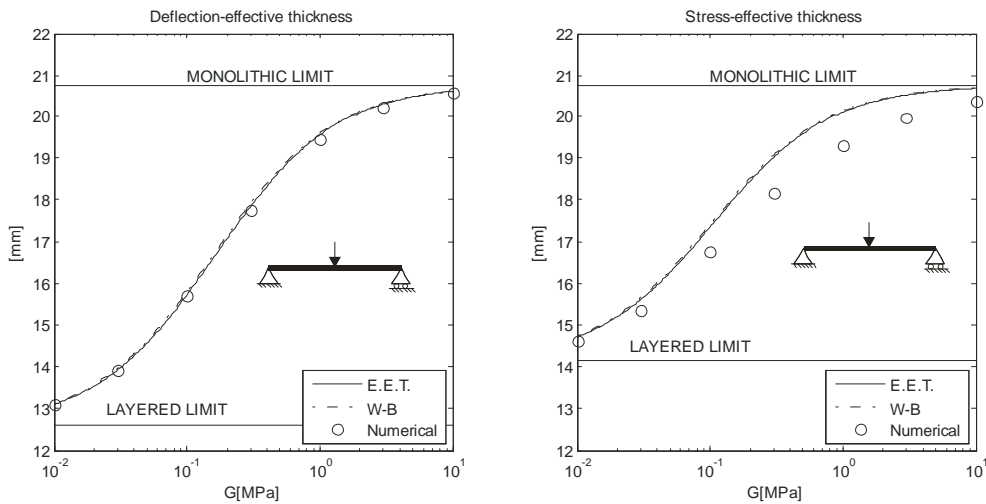 Deflection-effective thickness
22
21
20
19
18
17
16
15
14
13
12
[mm]
MONOLITHIC LIMIT
LAYERED LIMIT
E.E.T.
W-B
Numerical
10^-2
10^-1
10^0
10^1
G[MPa]
Stress-effective thickness
22
21
20
19
18
17
16
15
14
13
12
[mm]
MONOLITHIC LIMIT
LAYERED LIMIT
E.E.T.
W-B
Numerical
10^-2
10^-1
10^0
10^1
G[MPa]